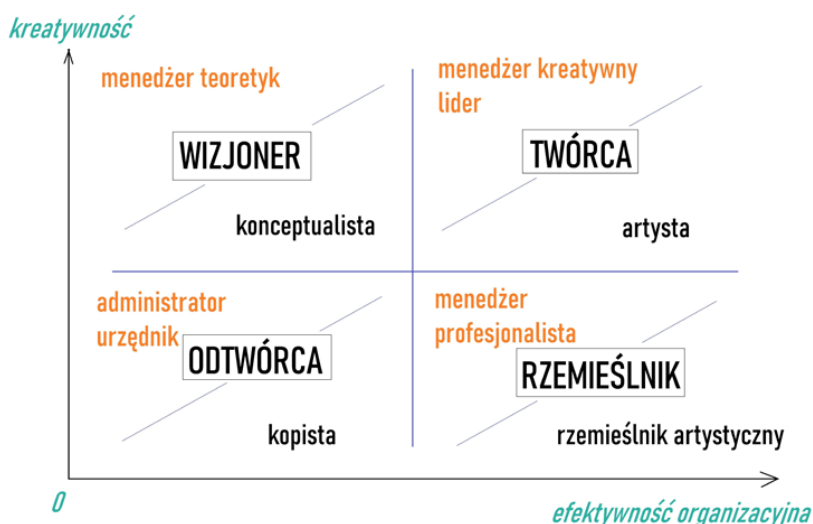 kreatywność
menedżer teoretyk
WIZJONER
konceptualista
menedżer kreatywny
lider
TWÓRCA
artysta
administrator
urzędnik
ODTWÓRCA
kopista
menedżer
profesjonalista
RZEMIEŚLNIK
rzemieślnik artystyczny
0
efektywność organizacyjna